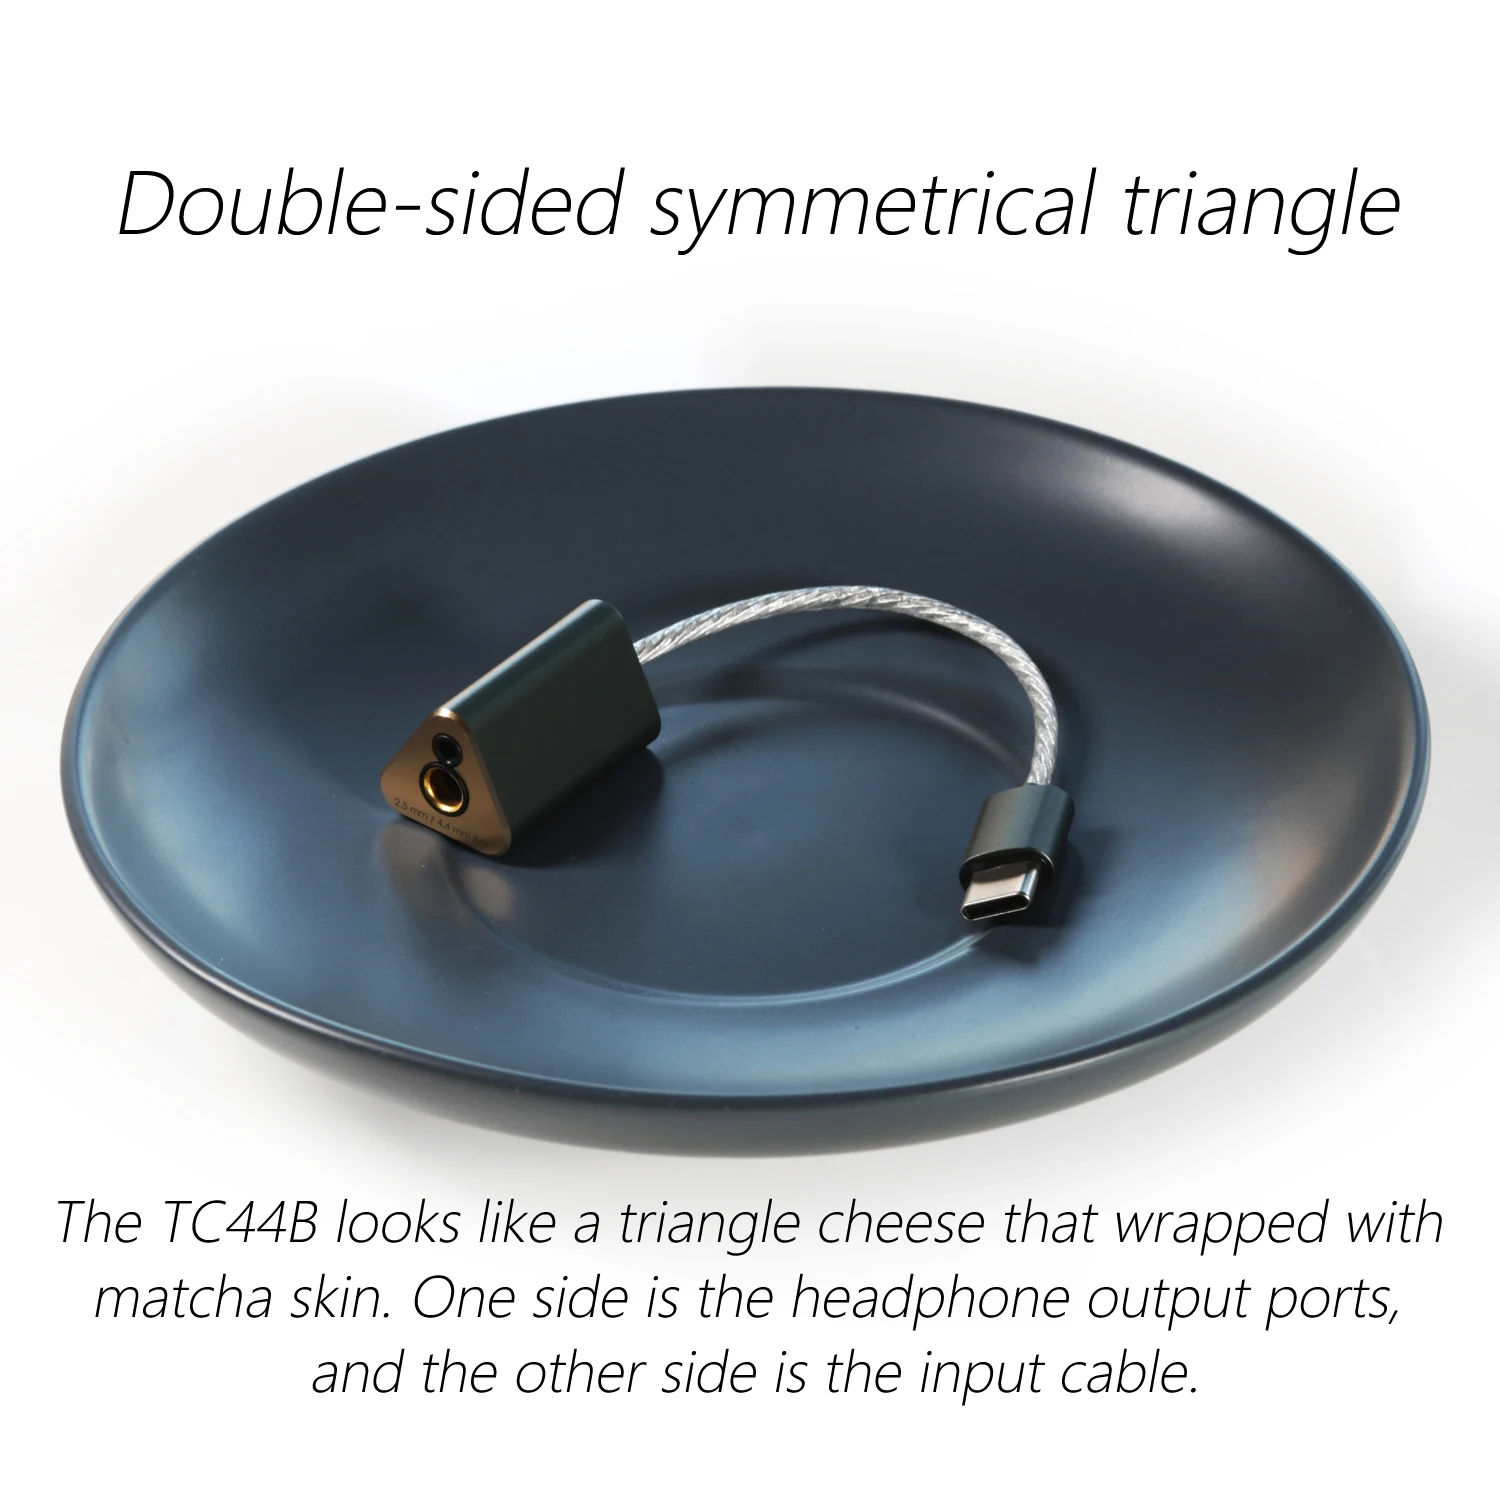 Double-sided symmetrical triangle
2.5 mm / 4.4 mm
The TC44B looks like a triangle cheese that wrapped with
matcha skin. One side is the headphone output ports,
and the other side is the input cable.